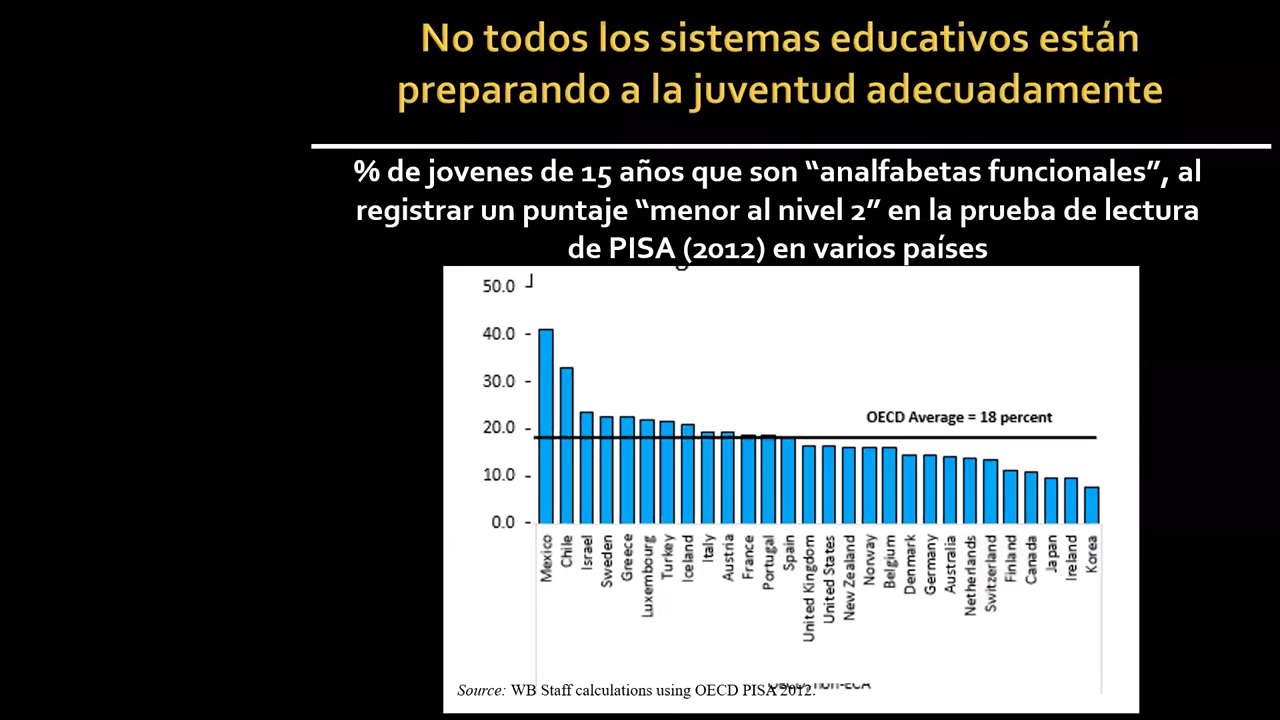 No todos los sistemas educativos están
preparando a la juventud adecuadamente
% de jovenes de 15 años que son “analfabetas funcionales”, al
registrar un puntaje “menor al nivel 2” en la prueba de lectura
de PISA (2012) en varios países
50.0
40.0
30.0
20.0
10.0
0.0
OECD Average = 18 percent
Mexico
Chile
Israel
Sweden
Greece
Luxembourg
Turkey
Iceland
Italy
Austria
France
Portugal
Spain
United Kingdom
United States
New Zealand
Norway
Belgium
Denmark
Germany
Australia
Netherlands
Switzerland
Finland
Canada
Japan
Ireland
Korea
Source: WB Staff calculations using OECD PISA 2012.